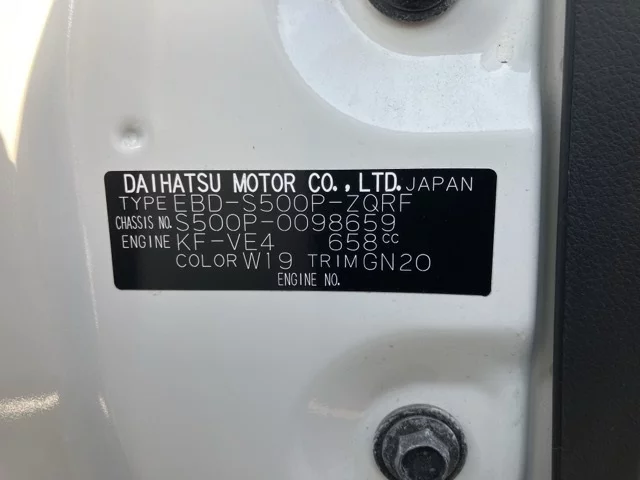 DAIHATSU MOTOR CO., LTD. JAPAN
TYPE EBD-S500P-ZQRF
CHASSIS NO. S500P-0098659
ENGINE KF-VE4 658cc
COLOR W19 TRIM GN20
ENGINE NO.